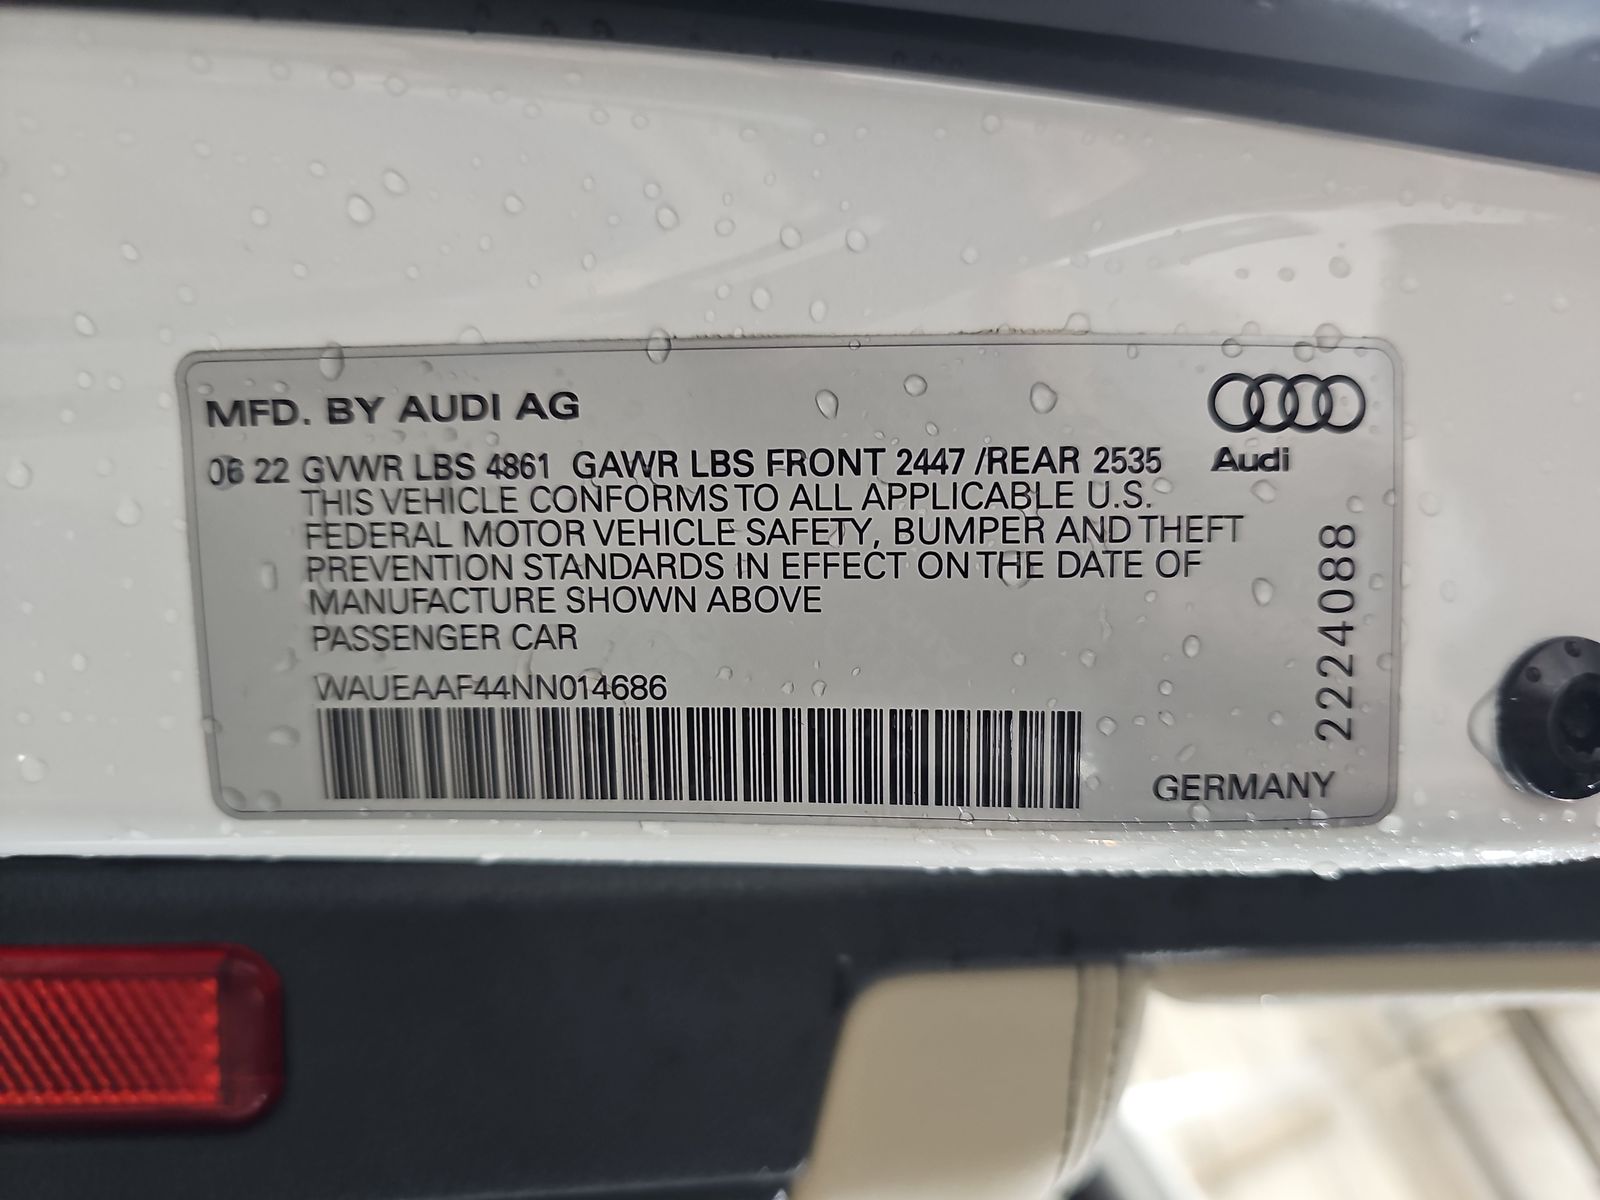 MFD. BY AUDI AG
06 22 GVWR LBS 4861 GAWR LBS FRONT 2447 /REAR 2535
Audi
THIS VEHICLE CONFORMS TO ALL APPLICABLE U.S.
FEDERAL MOTOR VEHICLE SAFETY, BUMPER AND THEFT
PREVENTION STANDARDS IN EFFECT ON THE DATE OF
MANUFACTURE SHOWN ABOVE
PASSENGER CAR
WAUEAAF44NN014686
2224088
GERMANY